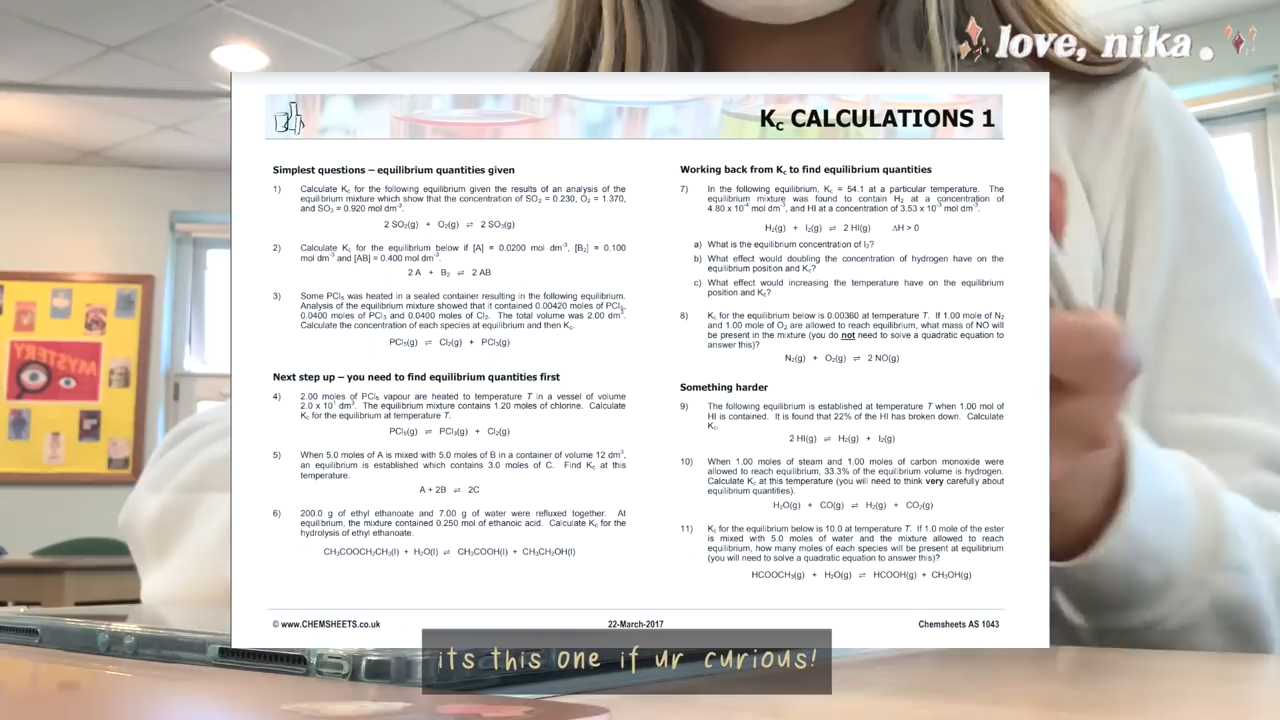 love, nika.
K꜀ CALCULATIONS 1
Simplest questions – equilibrium quantities given
1) Calculate Kc for the following equilibrium given the results of an analysis of the
equilibrium mixture which show that the concentration of SO₂ = 0.230, O₂ = 1.370,
and SO₃ = 0.920 mol dm⁻³.
2 SO₂(g) + O₂(g) ⇌ 2 SO₃(g)
2) Calculate Kc for the equilibrium below if [A] = 0.0200 mol dm⁻³, [B₂] = 0.100
mol dm⁻³ and [AB] = 0.400 mol dm⁻³.
2 A + B₂ ⇌ 2 AB
3) Some PCl₅ was heated in a sealed container resulting in the following equilibrium.
Analysis of the equilibrium mixture showed that it contained 0.00420 moles of PCl₅,
0.0400 moles of PCl₃ and 0.0400 moles of Cl₂. The total volume was 2.00 dm³.
Calculate the concentration of each species at equilibrium and then Kc.
PCl₅(g) ⇌ Cl₂(g) + PCl₃(g)
Next step up – you need to find equilibrium quantities first
4) 2.00 moles of PCl₅ vapour are heated to temperature T in a vessel of volume
2.0 x 10¹ dm³. The equilibrium mixture contains 1.20 moles of chlorine. Calculate
Kc for the equilibrium at temperature T.
PCl₅(g) ⇌ PCl₃(g) + Cl₂(g)
5) When 5.0 moles of A is mixed with 5.0 moles of B in a container of volume 12 dm³,
an equilibrium is established which contains 3.0 moles of C. Find Kc at this
temperature.
A + 2B ⇌ 2C
6) 200.0 g of ethyl ethanoate and 7.00 g of water were refluxed together. At
equilibrium, the mixture contained 0.250 mol of ethanoic acid. Calculate Kc for the
hydrolysis of ethyl ethanoate.
CH₃COOCH₂CH₃(l) + H₂O(l) ⇌ CH₃COOH(l) + CH₃CH₂OH(l)
Working back from Kc to find equilibrium quantities
7) In the following equilibrium, Kc = 54.1 at a particular temperature. The
equilibrium mixture was found to contain H₂ at a concentration of
4.80 x 10⁻⁴ mol dm⁻³, and HI at a concentration of 3.53 x 10⁻³ mol dm⁻³.
H₂(g) + I₂(g) ⇌ 2 HI(g) ΔH > 0
a) What is the equilibrium concentration of I₂?
b) What effect would doubling the concentration of hydrogen have on the
equilibrium position and Kc?
c) What effect would increasing the temperature have on the equilibrium
position and Kc?
8) Kc for the equilibrium below is 0.00360 at temperature T. If 1.00 mole of N₂
and 1.00 mole of O₂ are allowed to reach equilibrium, what mass of NO will
be present in the mixture (you do not need to solve a quadratic equation to
answer this)?
N₂(g) + O₂(g) ⇌ 2 NO(g)
Something harder
9) The following equilibrium is established at temperature T when 1.00 mol of
HI is contained. It is found that 22% of the HI has broken down. Calculate
Kc.
2 HI(g) ⇌ H₂(g) + I₂(g)
10) When 1.00 moles of steam and 1.00 moles of carbon monoxide were
allowed to reach equilibrium, 33.3% of the equilibrium volume is hydrogen.
Calculate Kc at this temperature (you will need to think very carefully about
equilibrium quantities).
H₂O(g) + CO(g) ⇌ H₂(g) + CO₂(g)
11) Kc for the equilibrium below is 10.0 at temperature T. If 1.0 mole of the ester
is mixed with 5.0 moles of water and the mixture allowed to reach
equilibrium, how many moles of each species will be present at equilibrium
(you will need to solve a quadratic equation to answer this)?
HCOOCH₃(g) + H₂O(g) ⇌ HCOOH(g) + CH₃OH(g)
© www.CHEMSHEETS.co.uk 22-March-2017 Chemsheets AS 1043
MYSTERY
its this one if ur curious!